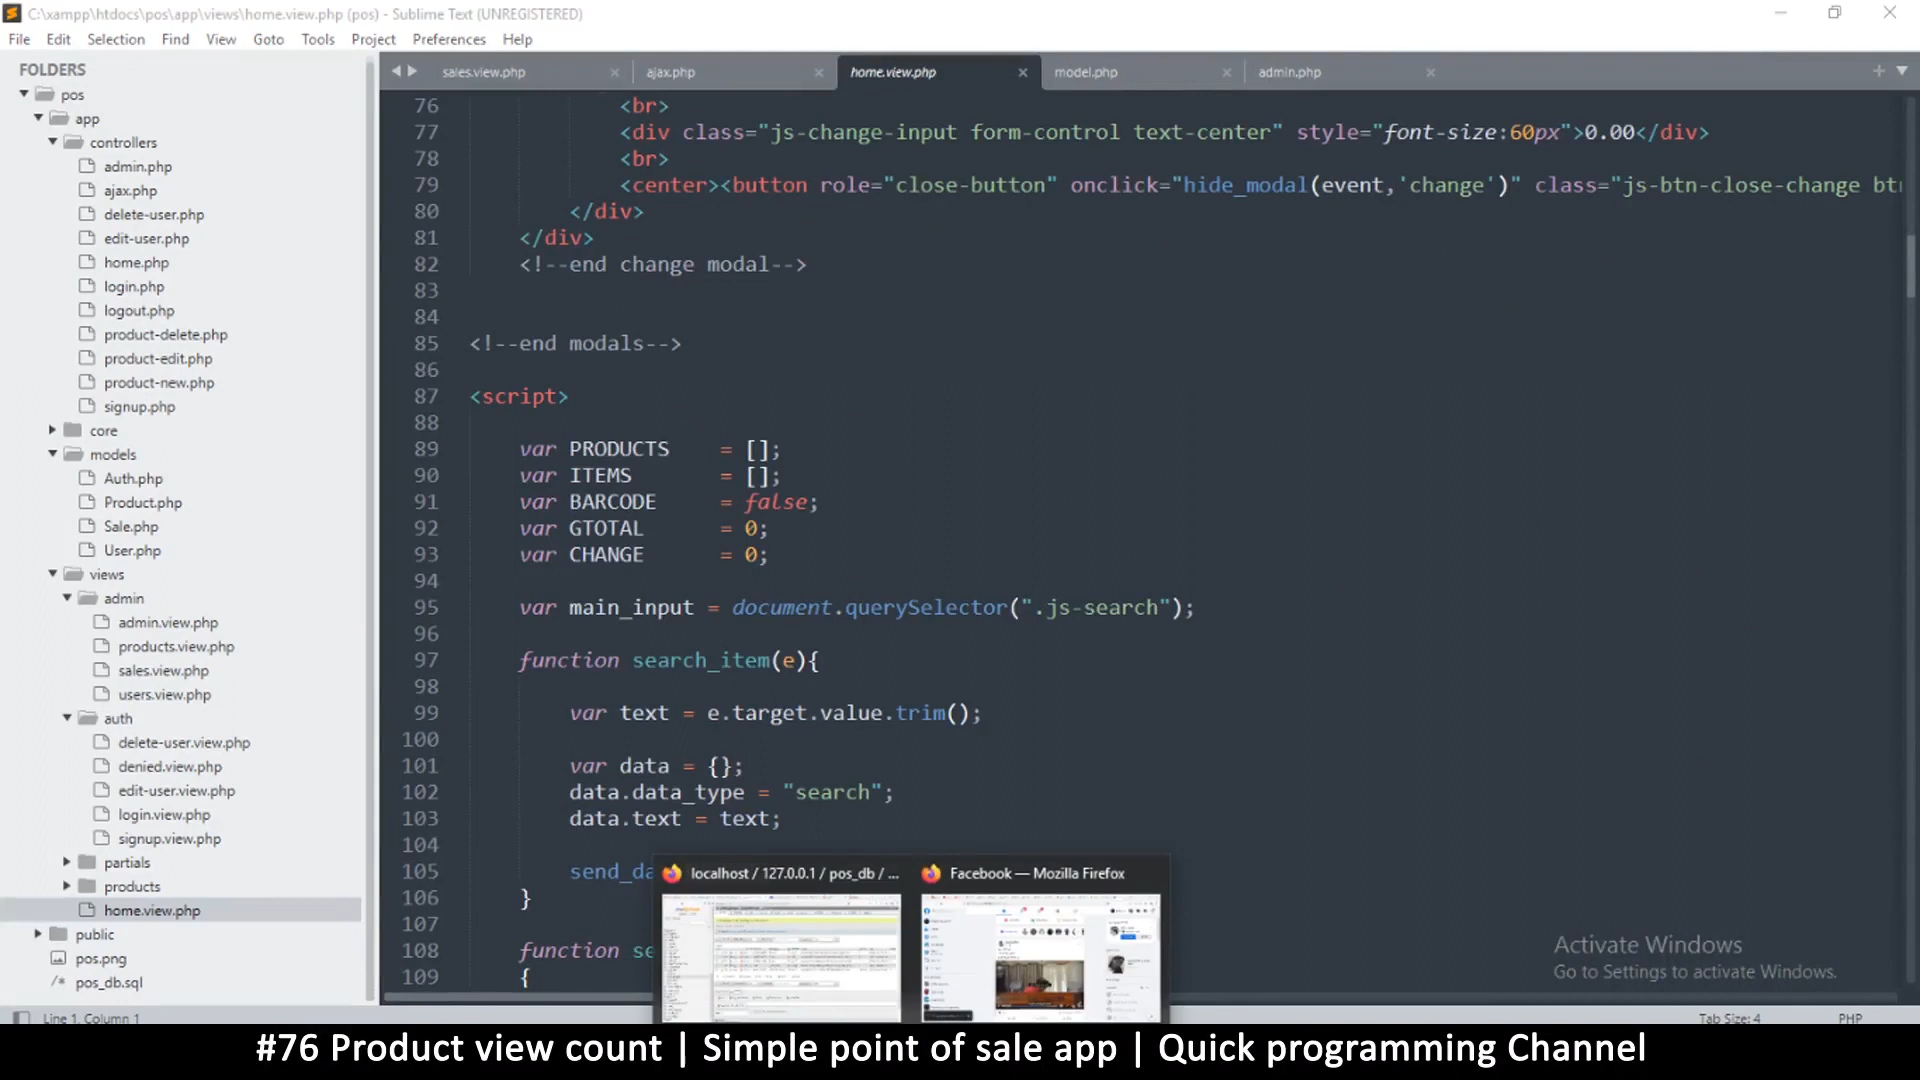 C:\xampp\htdocs\pos\app\views\home.view.php (pos) - Sublime Text (UNREGISTERED)
File Edit Selection Find View Goto Tools Project Preferences Help
FOLDERS
pos
app
controllers
admin.php
ajax.php
delete-user.php
edit-user.php
home.php
login.php
logout.php
product-delete.php
product-edit.php
product-new.php
signup.php
core
models
Auth.php
Product.php
Sale.php
User.php
views
admin
admin.view.php
products.view.php
sales.view.php
users.view.php
auth
delete-user.view.php
denied.view.php
edit-user.view.php
login.view.php
signup.view.php
partials
products
home.view.php
public
pos.png
pos_db.sql
sales.view.php ajax.php home.view.php model.php admin.php
76 <br>
77 <div class="js-change-input form-control text-center" style="font-size:60px">0.00</div>
78 <br>
79 <center><button role="close-button" onclick="hide_modal(event,'change')" class="js-btn-close-change bt
80 </div>
81 </div>
82 <!--end change modal-->
83
84
85 <!--end modals-->
86
87 <script>
88
89 var PRODUCTS = [];
90 var ITEMS = [];
91 var BARCODE = false;
92 var GTOTAL = 0;
93 var CHANGE = 0;
94
95 var main_input = document.querySelector(".js-search");
96
97 function search_item(e){
98
99 var text = e.target.value.trim();
100
101 var data = {};
102 data.data_type = "search";
103 data.text = text;
104
105 send_da
106 }
107
108 function se
109 {
localhost / 127.0.0.1 / pos_db / ...
Facebook — Mozilla Firefox
Activate Windows
Go to Settings to activate Windows.
Line 1, Column 1
Tab Size: 4
PHP
#76 Product view count | Simple point of sale app | Quick programming Channel